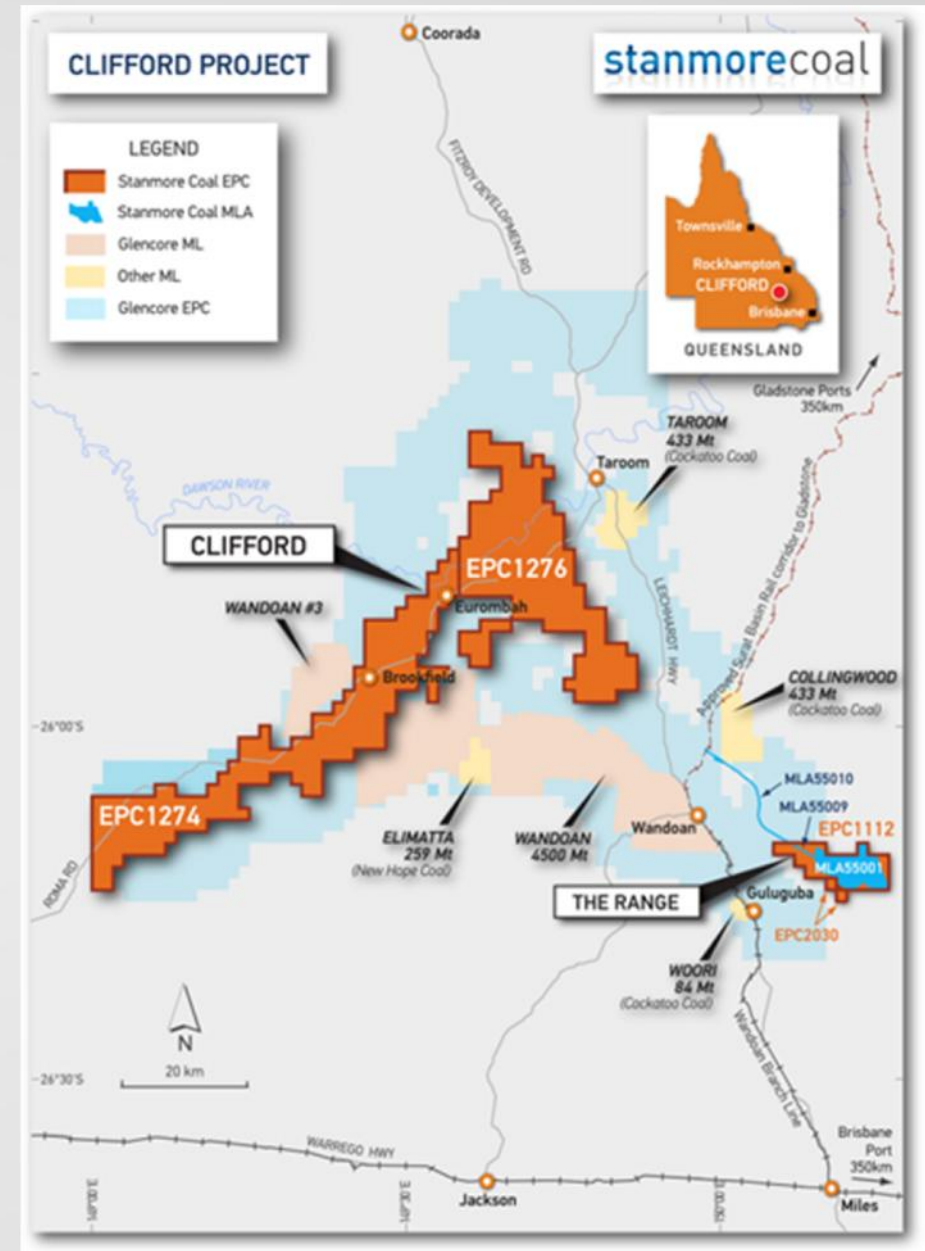 CLIFFORD PROJECT
stanmorecoal
LEGEND
Stanmore Coal EPC
Stanmore Coal MLA
Glencore ML
Other ML
Glencore EPC
Coorada
FITZROY DEVELOPMENT RD
Townsville
Rockhampton
CLIFFORD
Brisbane
QUEENSLAND
Gladstone Ports
350km
TAROOM
433 Mt
(Cockatoo Coal)
Taroom
DAWSON RIVER
CLIFFORD
EPC1276
Eurombah
WANDOAN #3
Brookfield
LEICHHARDT HWY
Approved Surat Basin Rail corridor to Gladstone
COLLINGWOOD
433 Mt
(Cockatoo Coal)
26°00'S
MLA55010
MLA55009
EPC1112
MLA55001
EPC1274
ELIMATTA
259 Mt
(New Hope Coal)
WANDOAN
4500 Mt
Wandoan
THE RANGE
Guluguba
EPC2030
ROMA RD
WOORI
84 Mt
(Cockatoo Coal)
N
20 km
26°30'S
Wandoan Branch Line
WARREGO HWY
Brisbane
Port
350km
Jackson
Miles